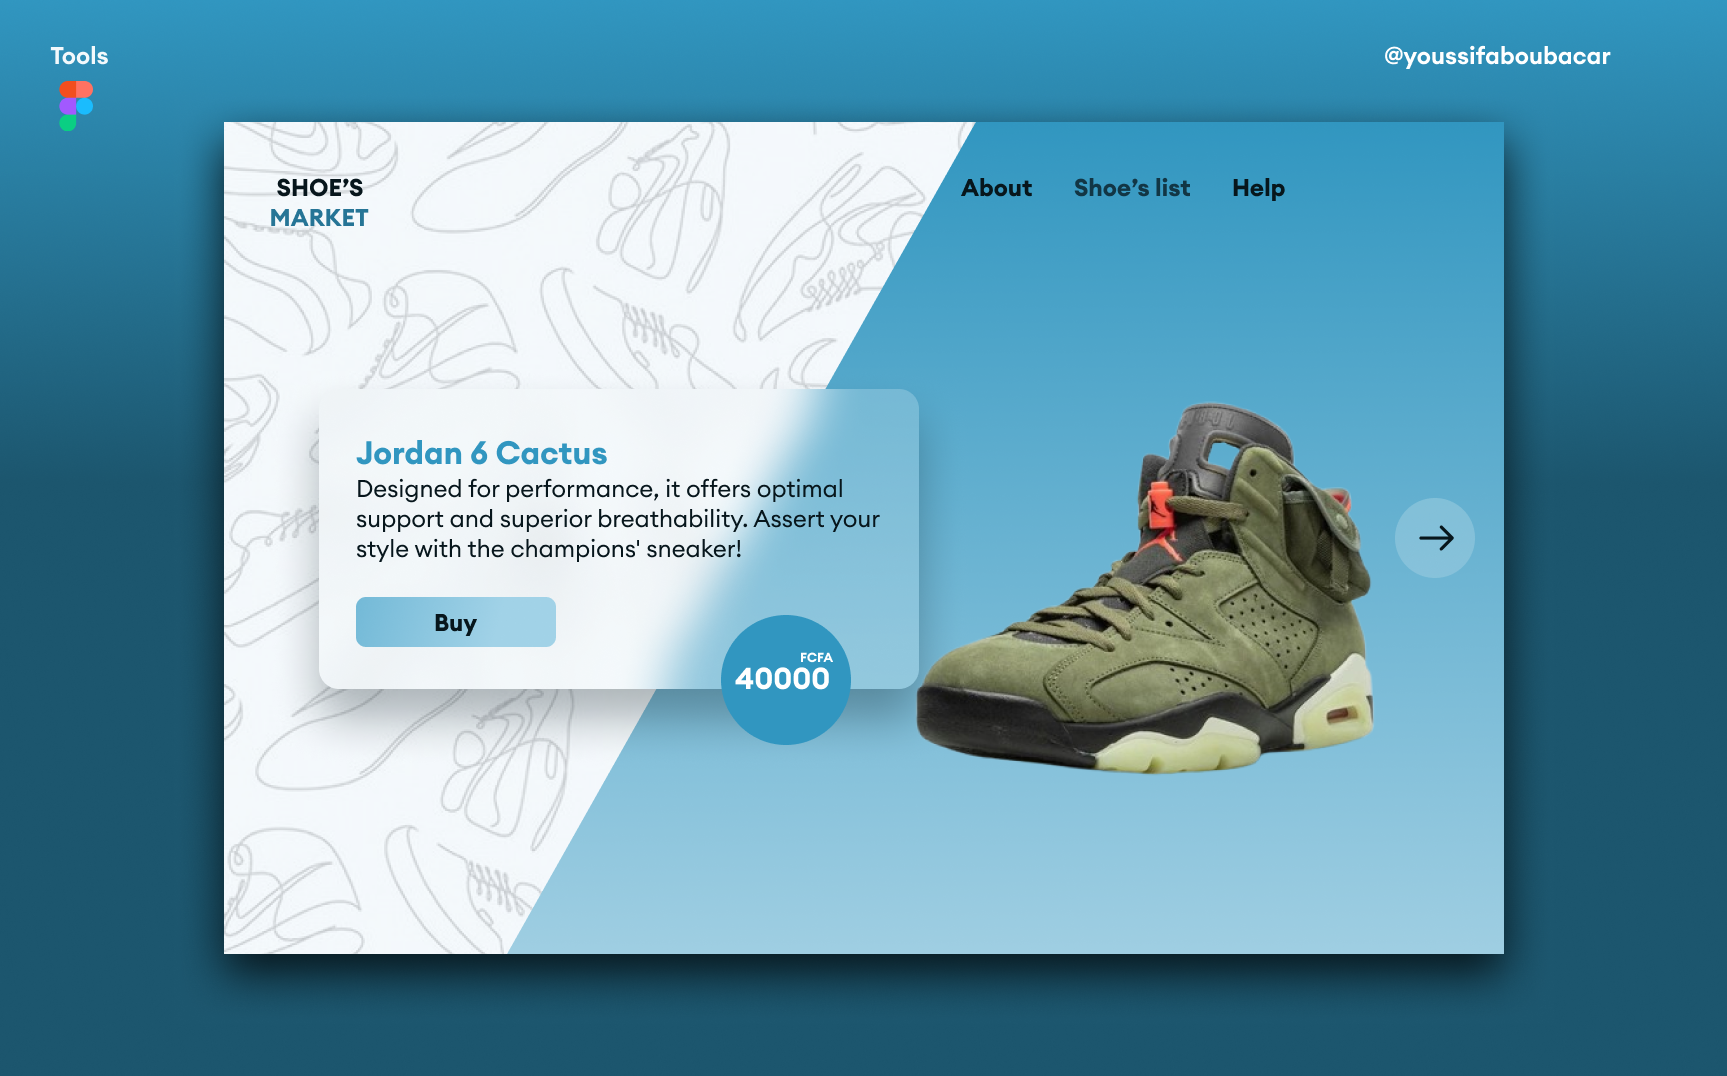 Tools
@youssifaboubacar
SHOE’S
MARKET
About
Shoe’s list
Help
Jordan 6 Cactus
Designed for performance, it offers optimal
support and superior breathability. Assert your
style with the champions' sneaker!
Buy
FCFA
40000